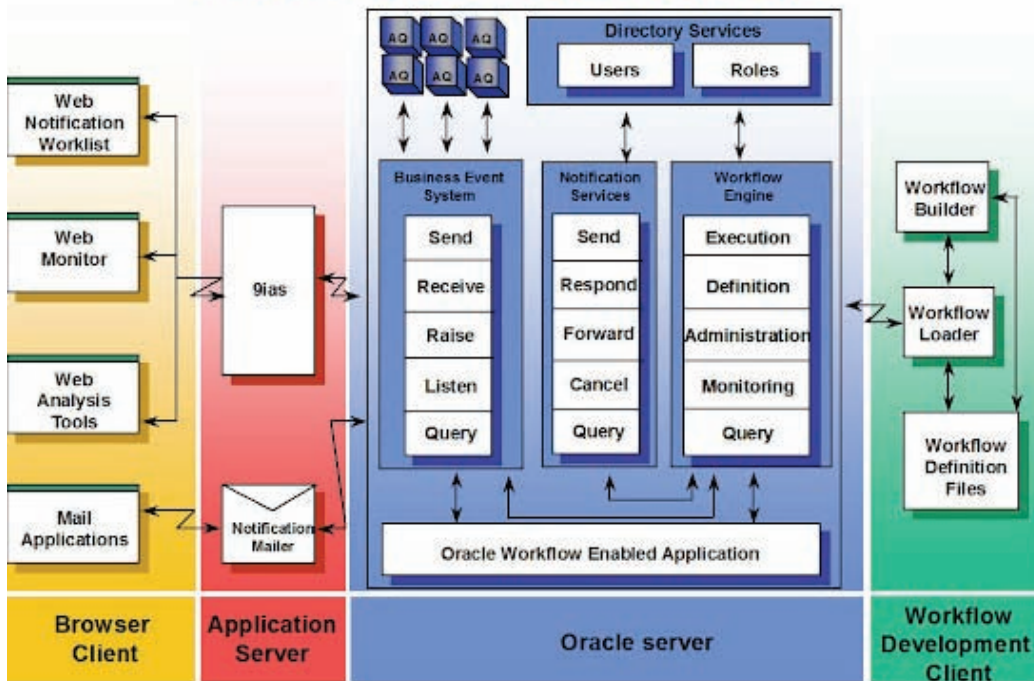 Web
Notification
Worklist
Web
Monitor
Web
Analysis
Tools
Mail
Applications
Browser
Client
9ias
Notification
Mailer
Application
Server
AQ
AQ
AQ
AQ
AQ
AQ
Directory Services
Users
Roles
Business Event
System
Send
Receive
Raise
Listen
Query
Notification
Services
Send
Respond
Forward
Cancel
Query
Workflow
Engine
Execution
Definition
Administration
Monitoring
Query
Oracle Workflow Enabled Application
Oracle server
Workflow
Builder
Workflow
Loader
Workflow
Definition
Files
Workflow
Development
Client